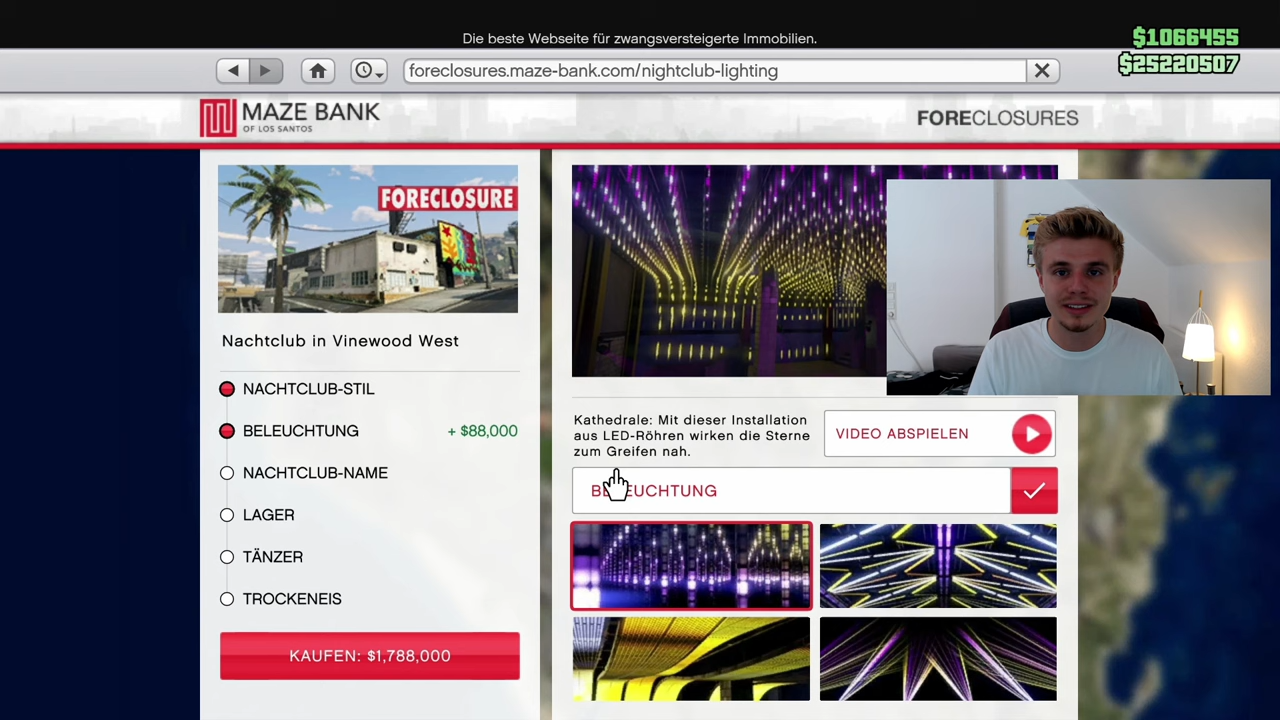 Die beste Webseite für zwangsversteigerte Immobilien.
$1066455
$25220507
foreclosures.maze-bank.com/nightclub-lighting
MAZE BANK
OF LOS SANTOS
FORECLOSURES
FORECLOSURE
Nachtclub in Vinewood West
NACHTCLUB-STIL
BELEUCHTUNG + $88,000
NACHTCLUB-NAME
LAGER
TÄNZER
TROCKENEIS
KAUFEN: $1,788,000
Kathedrale: Mit dieser Installation
aus LED-Röhren wirken die Sterne
zum Greifen nah.
VIDEO ABSPIELEN
BELEUCHTUNG